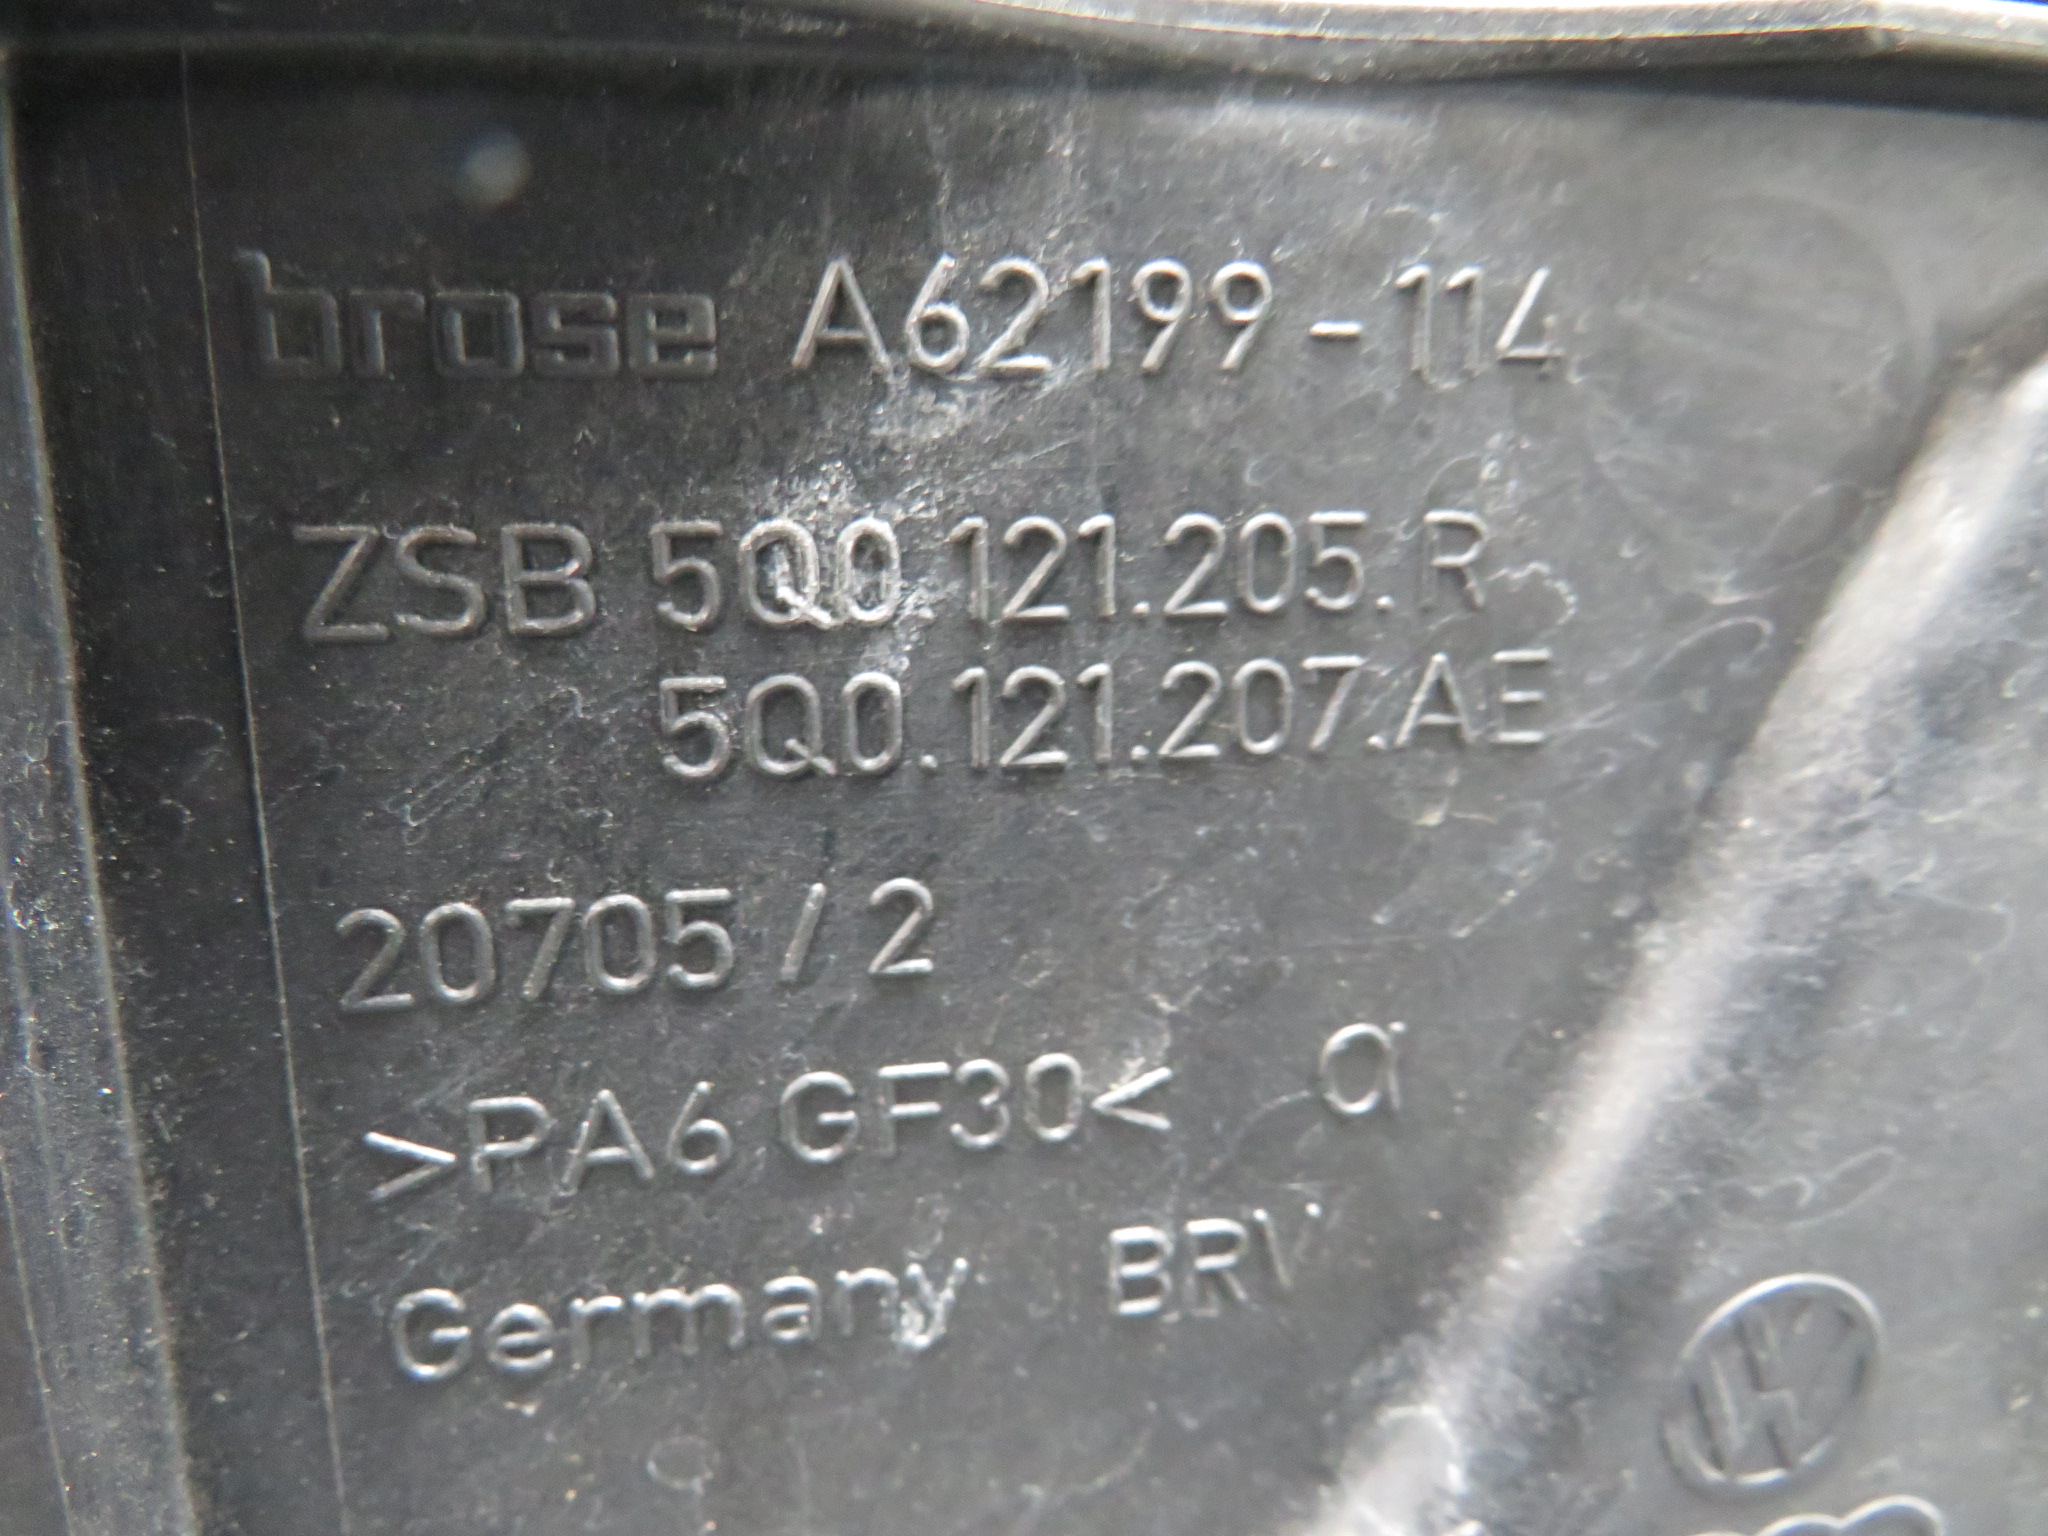 brose A62199-114
ZSB 5Q0.121.205.R
5Q0.121.207.AE
20705/2
>PA6 GF30<
Germany BRV